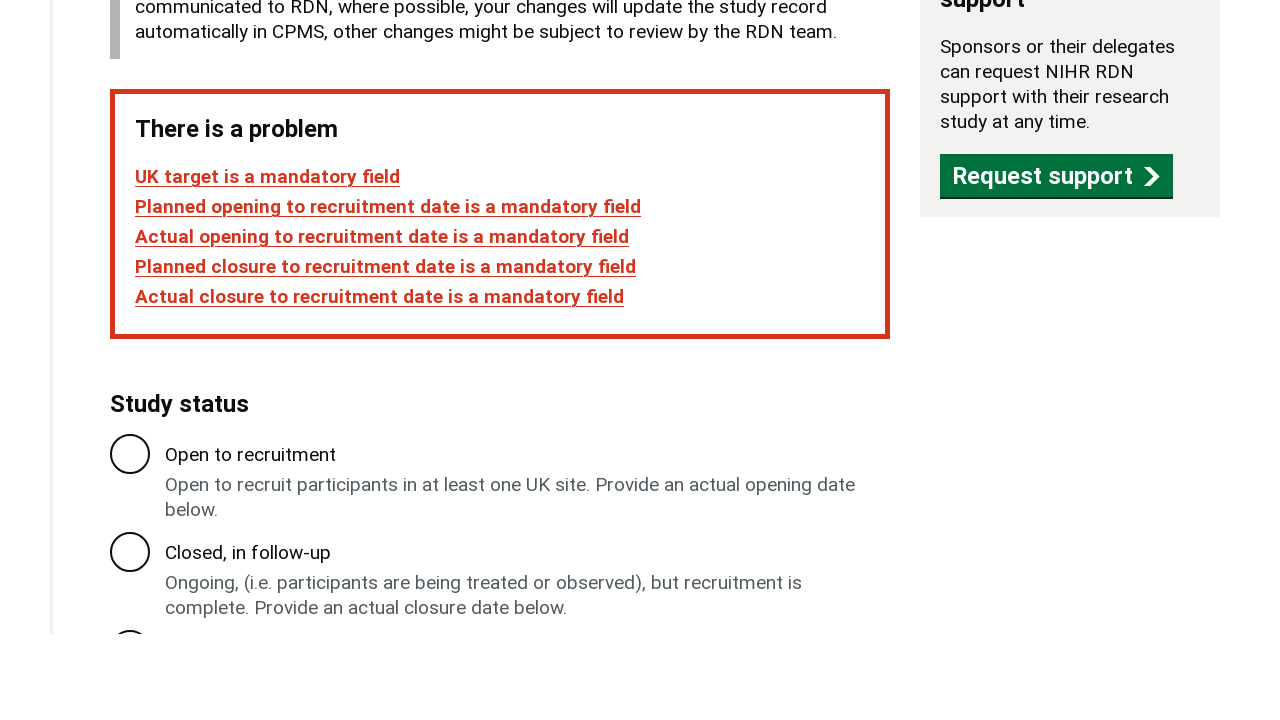 communicated to RDN, where possible, your changes will update the study record
automatically in CPMS, other changes might be subject to review by the RDN team.
There is a problem
UK target is a mandatory field
Planned opening to recruitment date is a mandatory field
Actual opening to recruitment date is a mandatory field
Planned closure to recruitment date is a mandatory field
Actual closure to recruitment date is a mandatory field
Study status
Open to recruitment
Open to recruit participants in at least one UK site. Provide an actual opening date
below.
Closed, in follow-up
Ongoing, (i.e. participants are being treated or observed), but recruitment is
complete. Provide an actual closure date below.
support
Sponsors or their delegates
can request NIHR RDN
support with their research
study at any time.
Request support